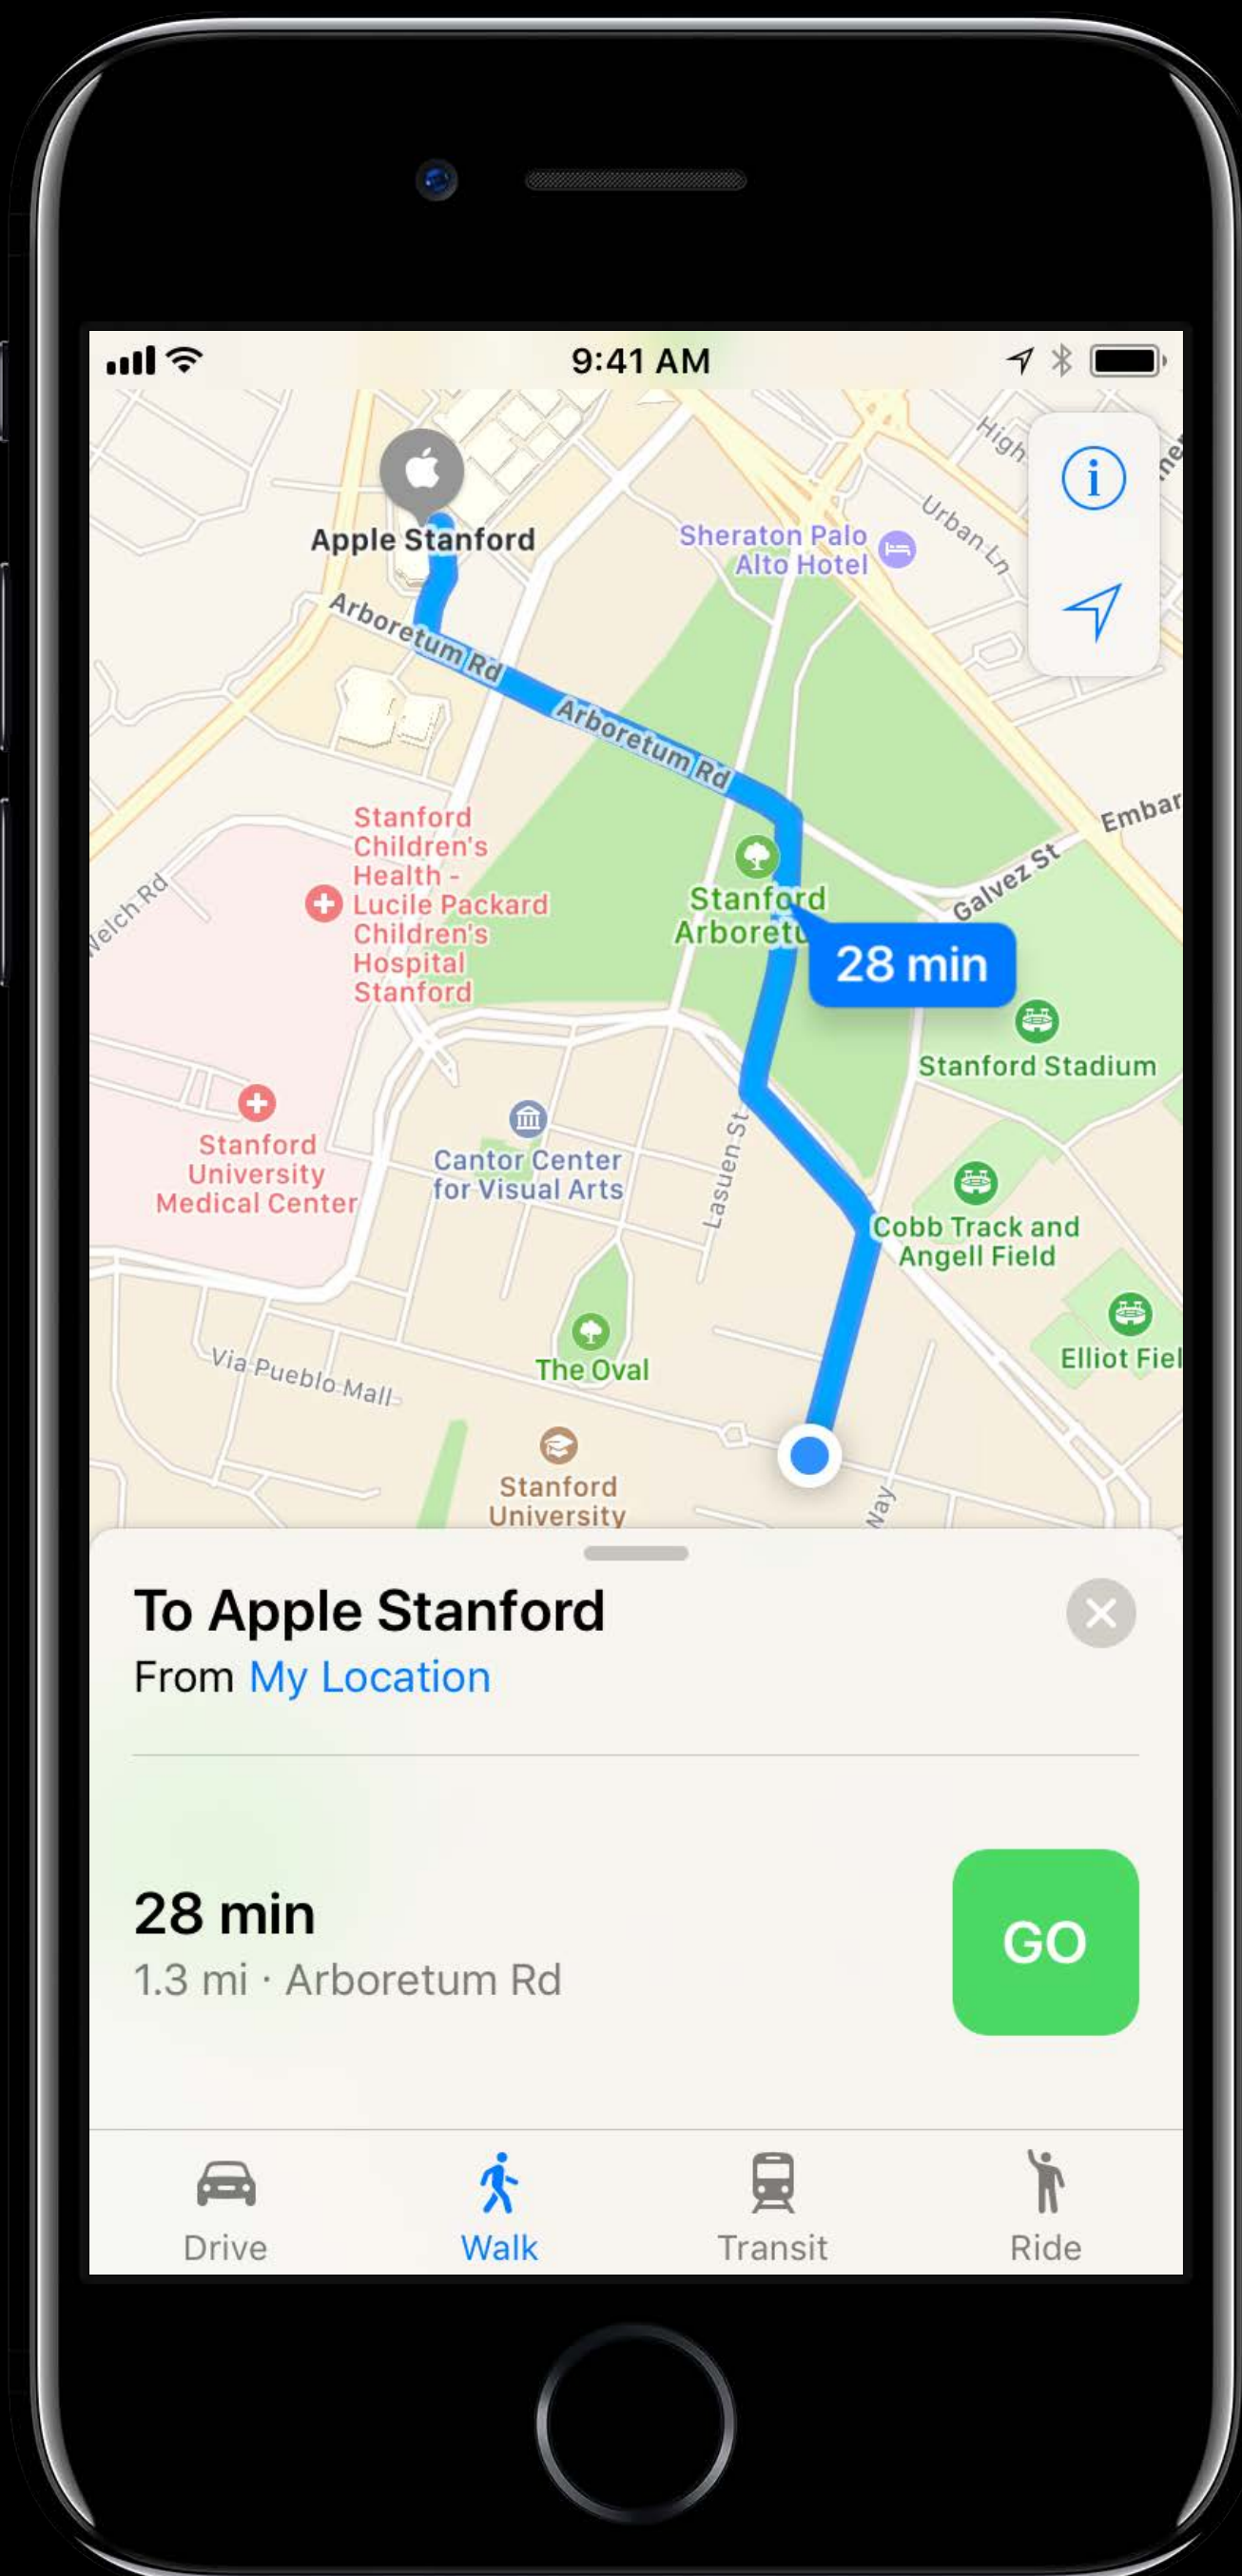 9:41 AM
High
Urban Ln
Apple Stanford
Sheraton Palo
Alto Hotel
Arboretum Rd
Arboretum Rd
Embar
Galvez St
Stanford
Children's
Health -
Lucile Packard
Children's
Hospital
Stanford
Welch Rd
Stanford
Arboretu
28 min
Stanford Stadium
Stanford
University
Medical Center
Cantor Center
for Visual Arts
Lasuen St
Cobb Track and
Angell Field
Via Pueblo Mall
The Oval
Elliot Fiel
Stanford
University
Way
To Apple Stanford
From My Location
28 min
1.3 mi · Arboretum Rd
GO
Drive
Walk
Transit
Ride